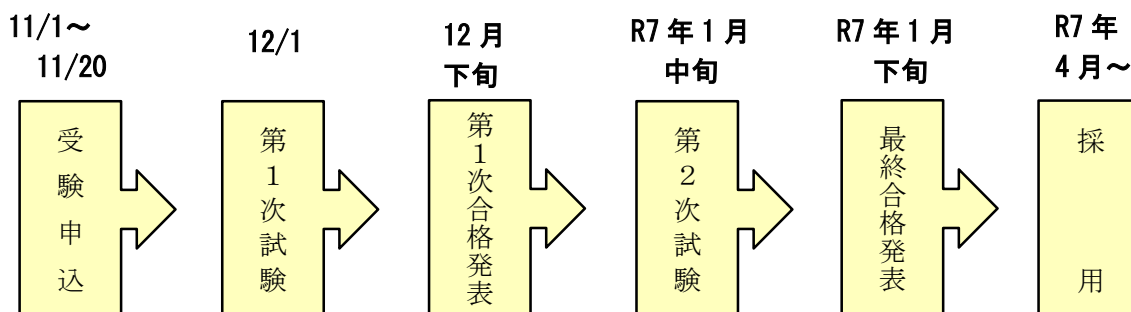 11/1～
11/20
12/1
12月
下旬
R7年1月
中旬
R7年1月
下旬
R7年
4月～
受験申込
第1次試験
第1次合格発表
第2次試験
最終合格発表
採用